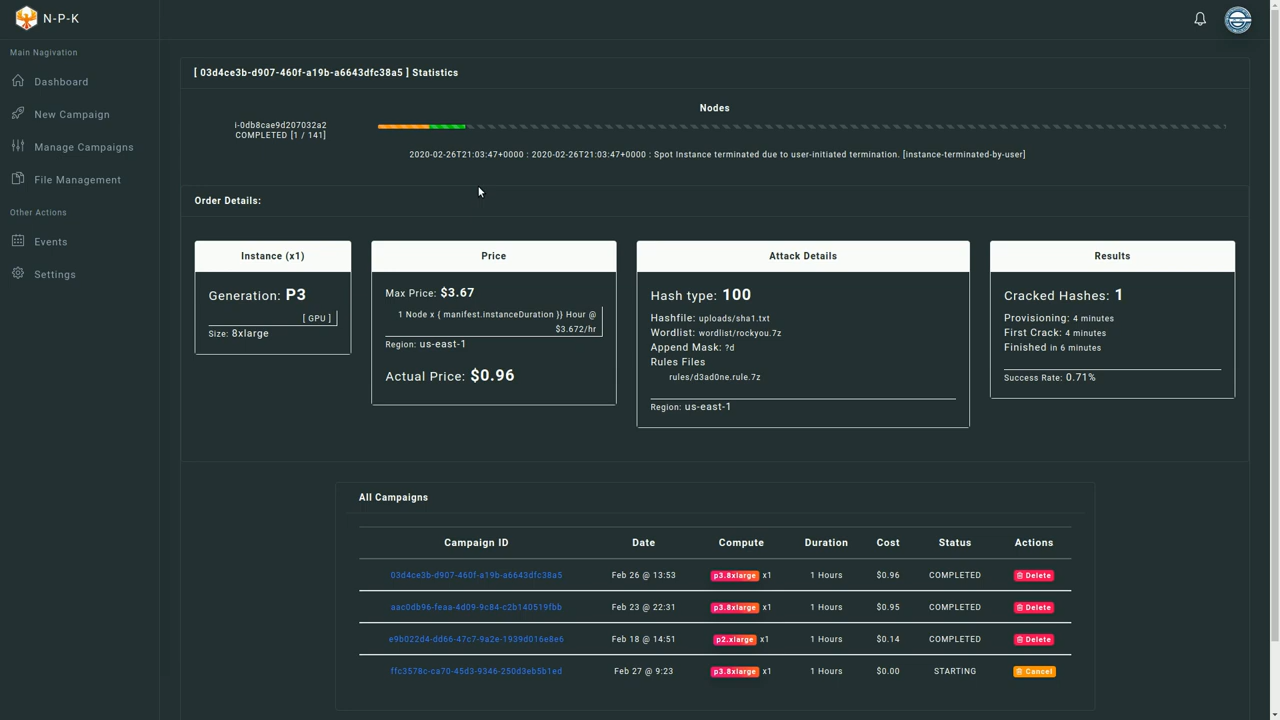 N-P-K
Main Nagivation
Dashboard
New Campaign
Manage Campaigns
File Management
Other Actions
Events
Settings
[ 03d4ce3b-d907-460f-a19b-a6643dfc38a5 ] Statistics
Nodes
i-0db8cae9d207032a2
COMPLETED [1 / 141]
2020-02-26T21:03:47+0000 : 2020-02-26T21:03:47+0000 : Spot Instance terminated due to user-initiated termination. [instance-terminated-by-user]
Order Details:
Instance (x1)
Generation: P3
[ GPU ]
Size: 8xlarge
Price
Max Price: $3.67
1 Node x { manifest.instanceDuration }} Hour @
$3.672/hr
Region: us-east-1
Actual Price: $0.96
Attack Details
Hash type: 100
Hashfile: uploads/sha1.txt
Wordlist: wordlist/rockyou.7z
Append Mask: ?d
Rules Files
rules/d3ad0ne.rule.7z
Region: us-east-1
Results
Cracked Hashes: 1
Provisioning: 4 minutes
First Crack: 4 minutes
Finished in 6 minutes
Success Rate: 0.71%
All Campaigns
Campaign ID Date Compute Duration Cost Status Actions
03d4ce3b-d907-460f-a19b-a6643dfc38a5 Feb 26 @ 13:53 p3.8xlarge x1 1 Hours $0.96 COMPLETED Delete
aac0db96-feaa-4d09-9c84-c2b140519fbb Feb 23 @ 22:31 p3.8xlarge x1 1 Hours $0.95 COMPLETED Delete
e9b022d4-dd66-47c7-9a2e-1939d016e8e6 Feb 18 @ 14:51 p2.xlarge x1 1 Hours $0.14 COMPLETED Delete
ffc3578c-ca70-45d3-9346-250d3eb5b1ed Feb 27 @ 9:23 p3.8xlarge x1 1 Hours $0.00 STARTING Cancel